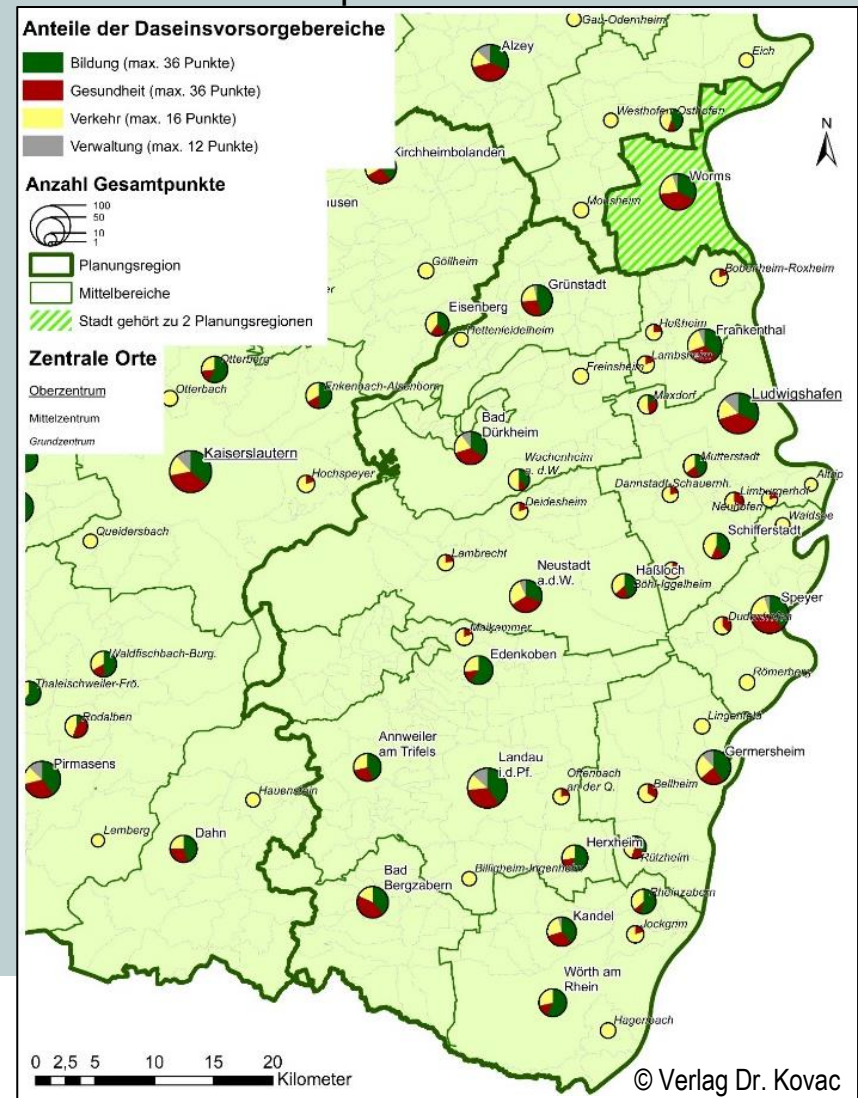 Anteile der Daseinsvorsorgebereiche
Bildung (max. 36 Punkte)
Gesundheit (max. 36 Punkte)
Verkehr (max. 16 Punkte)
Verwaltung (max. 12 Punkte)
Anzahl Gesamtpunkte
100
50
10
1
Planungsregion
Mittelbereiche
Stadt gehört zu 2 Planungsregionen
Zentrale Orte
Oberzentrum
Mittelzentrum
Grundzentrum
Gau-Odernheim
Alzey
Eich
Westhofen
Osthofen
N
Kirchheimbolanden
Worms
Monsheim
Göllheim
Bobenheim-Roxheim
Grünstadt
Eisenberg
Hettenleidelheim
Heßheim
Frankenthal
Lambsheim
Otterberg
Otterbach
Enkenbach-Alsenborn
Freinsheim
Maxdorf
Ludwigshafen
Bad
Dürkheim
Kaiserslautern
Hochspeyer
Wachenheim
a. d.W.
Mutterstadt
Deidesheim
Dannstadt-Schauernh.
Limburgerhof
Altrip
Neuhofen
Waldsee
Queidersbach
Schifferstadt
Lambrecht
Neustadt
a.d.W.
Haßloch
Böhl-Iggelheim
Speyer
Dudenhofen
Maikammer
Edenkoben
Waldfischbach-Burg.
Römerberg
Thaleischweiler-Frö.
Rodalben
Lingenfeld
Annweiler
am Trifels
Landau
i.d.Pf.
Germersheim
Pirmasens
Offenbach
an der Q.
Bellheim
Hauenstein
Lemberg
Dahn
Herxheim
Rülzheim
Bad
Bergzabern
Billigheim-Ingenheim
Rheinzabern
Kandel
Jockgrim
Wörth am
Rhein
Hagenbach
0 2,5 5 10 15 20
Kilometer
© Verlag Dr. Kovac